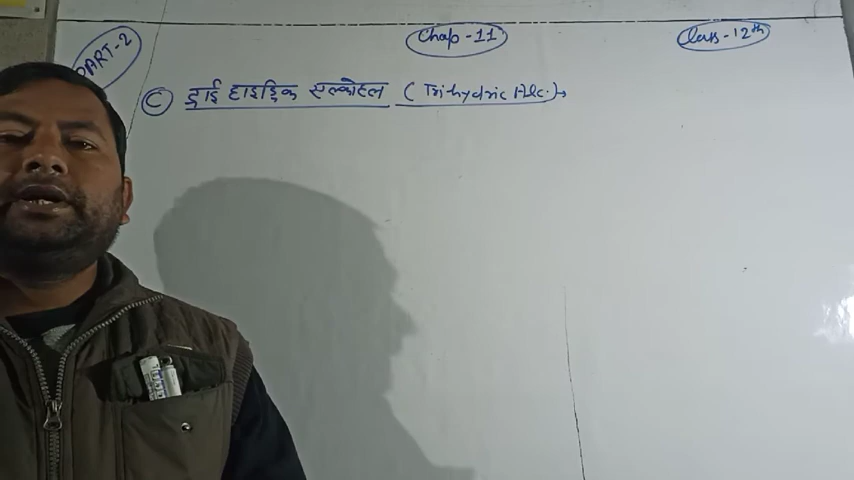 PART-2
Chap-11
Class-12th
(C) ट्राई हाइड्रिक एल्कोहल (Trihydric Alc.)→